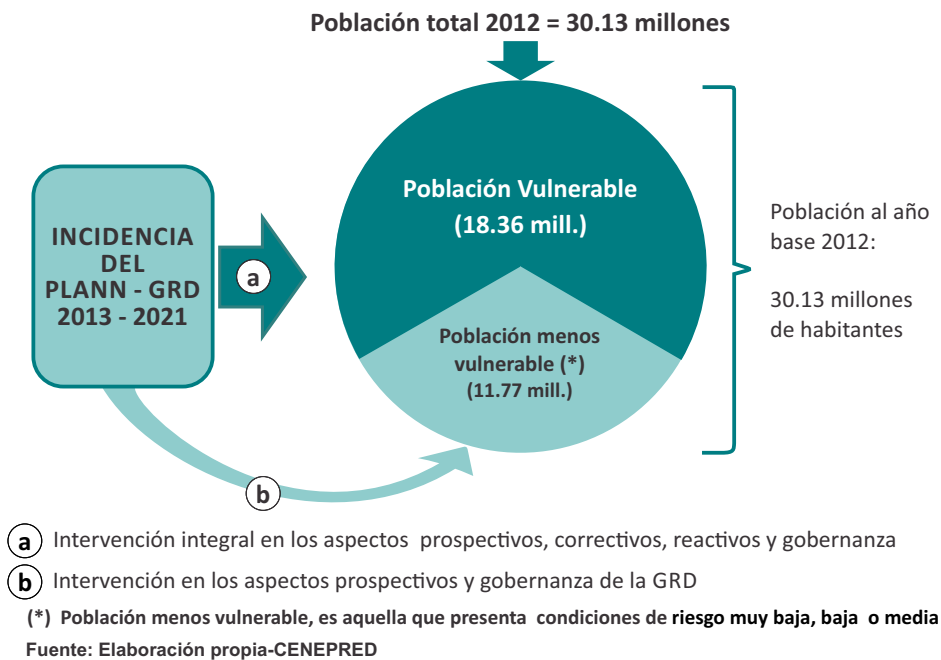 Población total 2012 = 30.13 millones
INCIDENCIA
DEL
PLANN - GRD
2013 - 2021
a
Población Vulnerable
(18.36 mill.)
Población menos
vulnerable (*)
(11.77 mill.)
Población al año
base 2012:
30.13 millones
de habitantes
b
a Intervención integral en los aspectos prospectivos, correctivos, reactivos y gobernanza
b Intervención en los aspectos prospectivos y gobernanza de la GRD
(*) Población menos vulnerable, es aquella que presenta condiciones de riesgo muy baja, baja o media
Fuente: Elaboración propia-CENEPRED